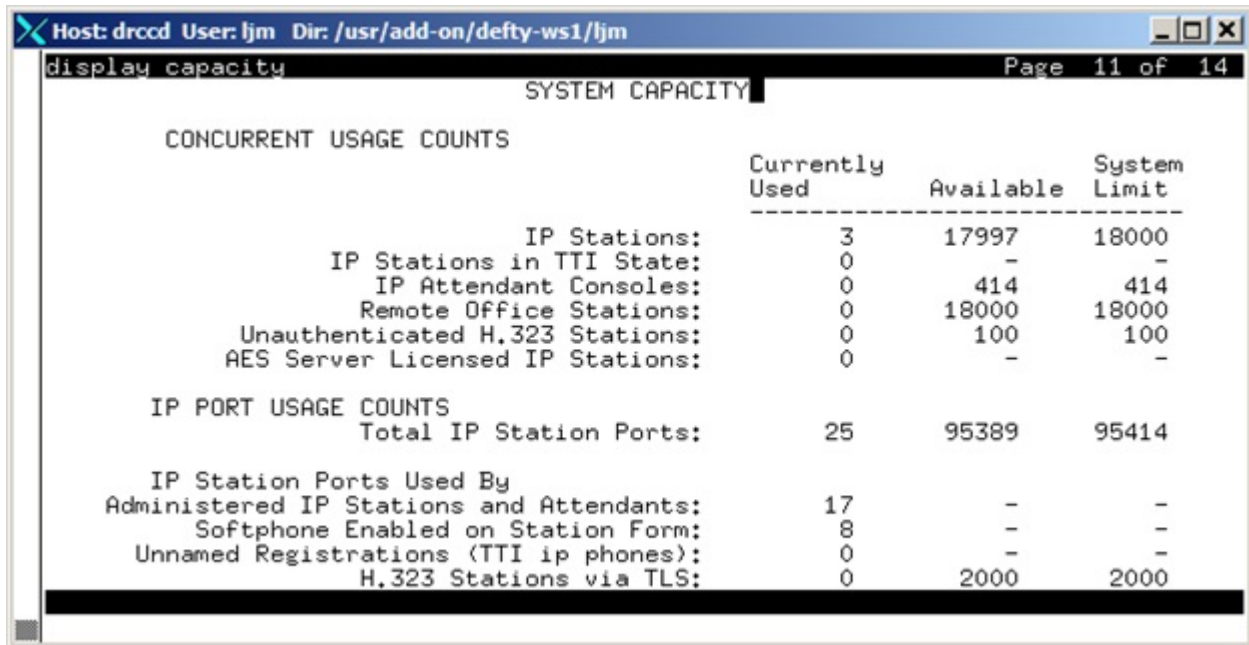 Host: drccd User: ljm Dir: /usr/add-on/defty-ws1/ljm
display capacity Page 11 of 14
SYSTEM CAPACITY
CONCURRENT USAGE COUNTS
Currently System
Used Available Limit
-----------------------------
IP Stations: 3 17997 18000
IP Stations in TTI State: 0 - -
IP Attendant Consoles: 0 414 414
Remote Office Stations: 0 18000 18000
Unauthenticated H.323 Stations: 0 100 100
AES Server Licensed IP Stations: 0 - -
IP PORT USAGE COUNTS
Total IP Station Ports: 25 95389 95414
IP Station Ports Used By
Administered IP Stations and Attendants: 17 - -
Softphone Enabled on Station Form: 8 - -
Unnamed Registrations (TTI ip phones): 0 - -
H.323 Stations via TLS: 0 2000 2000